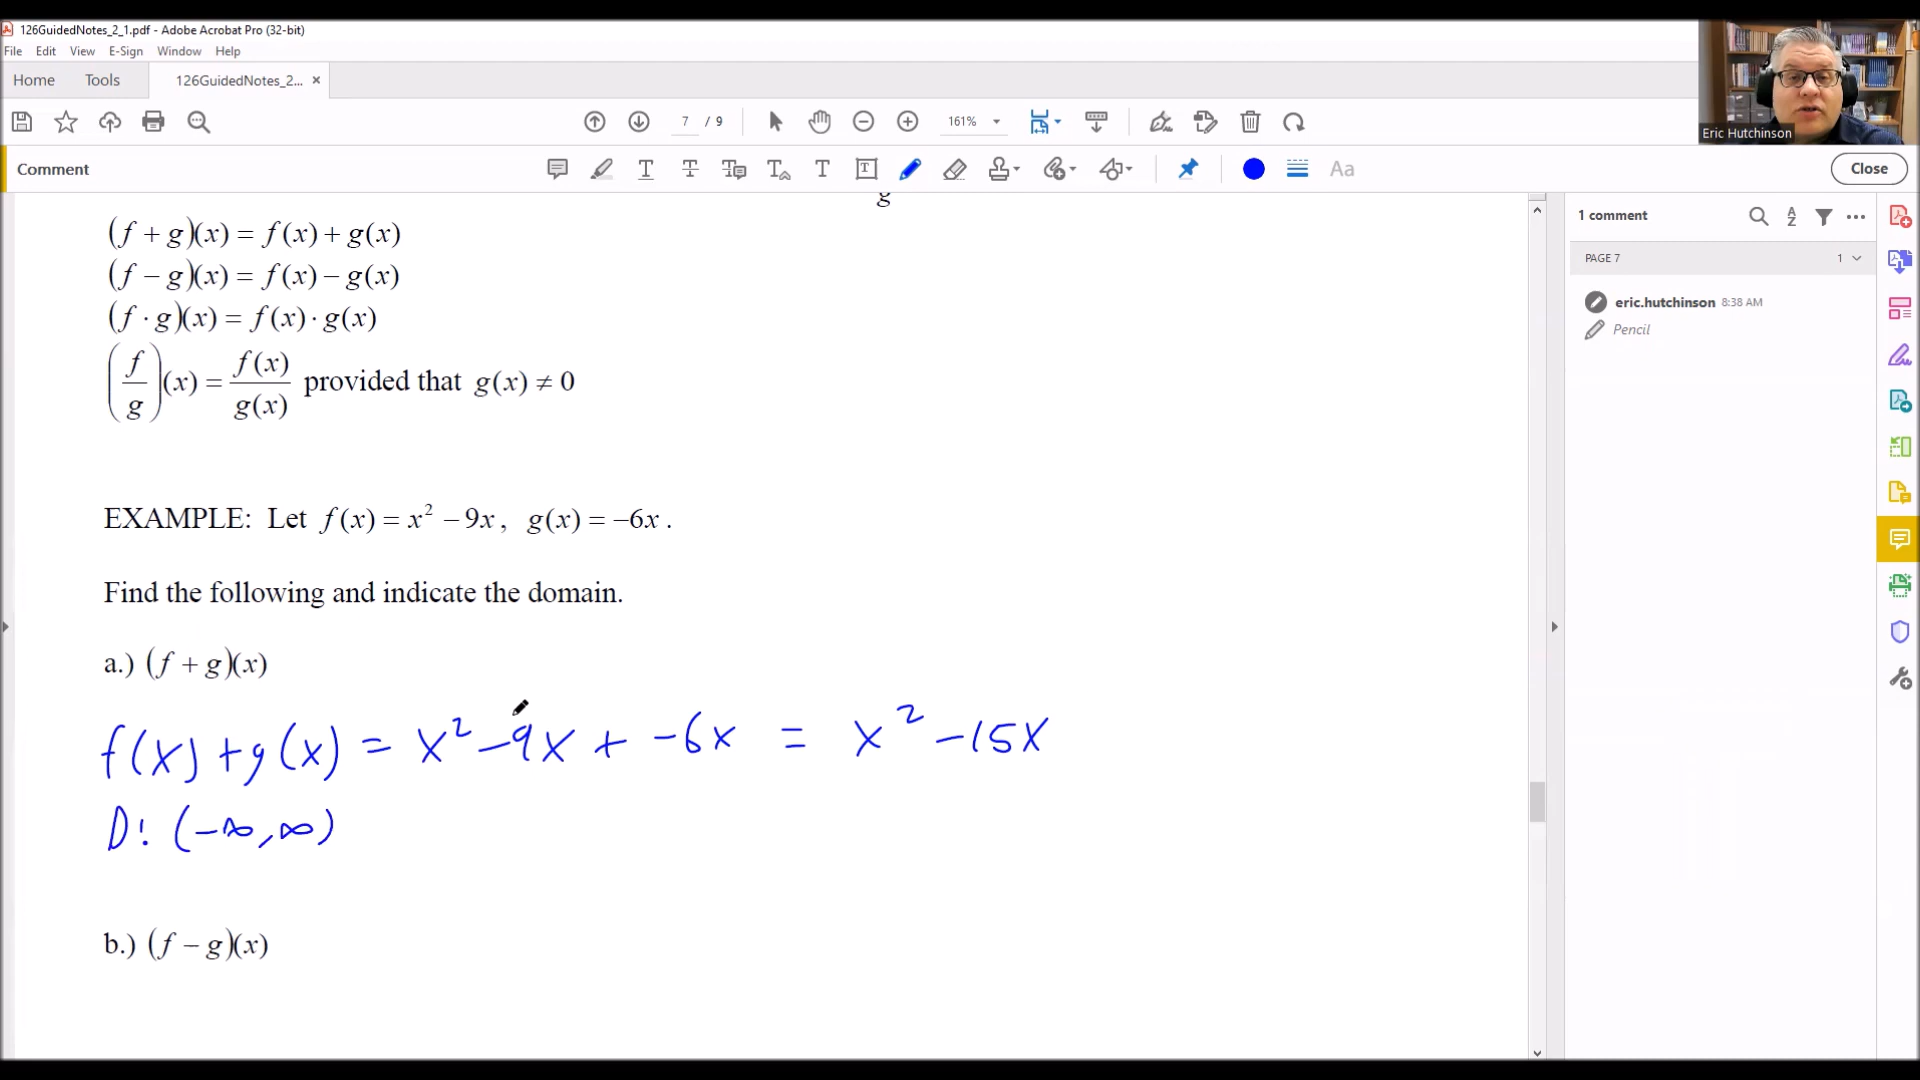 126GuidedNotes_2_1.pdf - Adobe Acrobat Pro (32-bit)
File Edit View E-Sign Window Help
Home Tools 126GuidedNotes_2... ×
7 / 9 161%
Eric Hutchinson
Comment Aa Close
g
(f + g)(x) = f(x) + g(x)
(f − g)(x) = f(x) − g(x)
(f · g)(x) = f(x) · g(x)
(f/g)(x) = f(x)/g(x) provided that g(x) ≠ 0
EXAMPLE: Let f(x) = x² − 9x, g(x) = −6x.
Find the following and indicate the domain.
a.) (f + g)(x)
f(x) + g(x) = x² − 9x + −6x = x² − 15x
D: (−∞, ∞)
b.) (f − g)(x)
1 comment
PAGE 7 1
eric.hutchinson 8:38 AM
Pencil